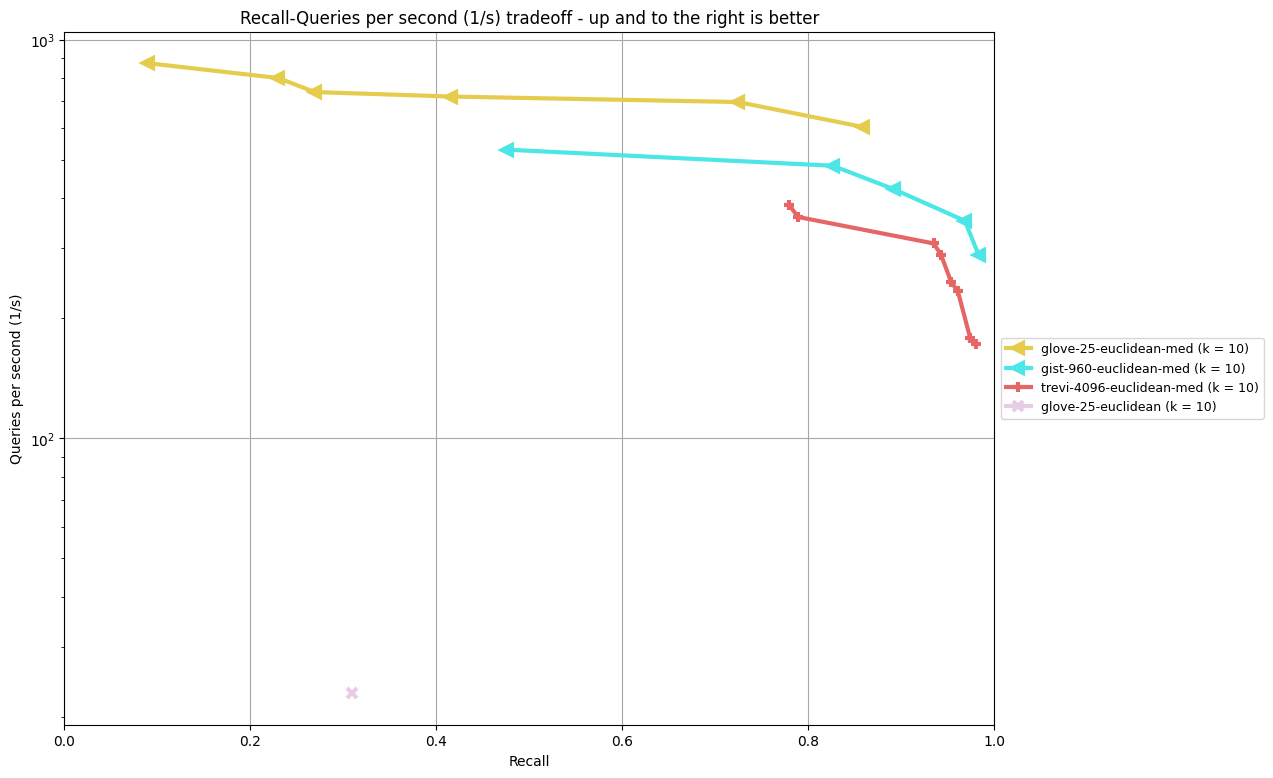 Recall-Queries per second (1/s) tradeoff - up and to the right is better
10³
10²
Queries per second (1/s)
0.0 0.2 0.4 0.6 0.8 1.0
Recall
glove-25-euclidean-med (k = 10)
gist-960-euclidean-med (k = 10)
trevi-4096-euclidean-med (k = 10)
glove-25-euclidean (k = 10)